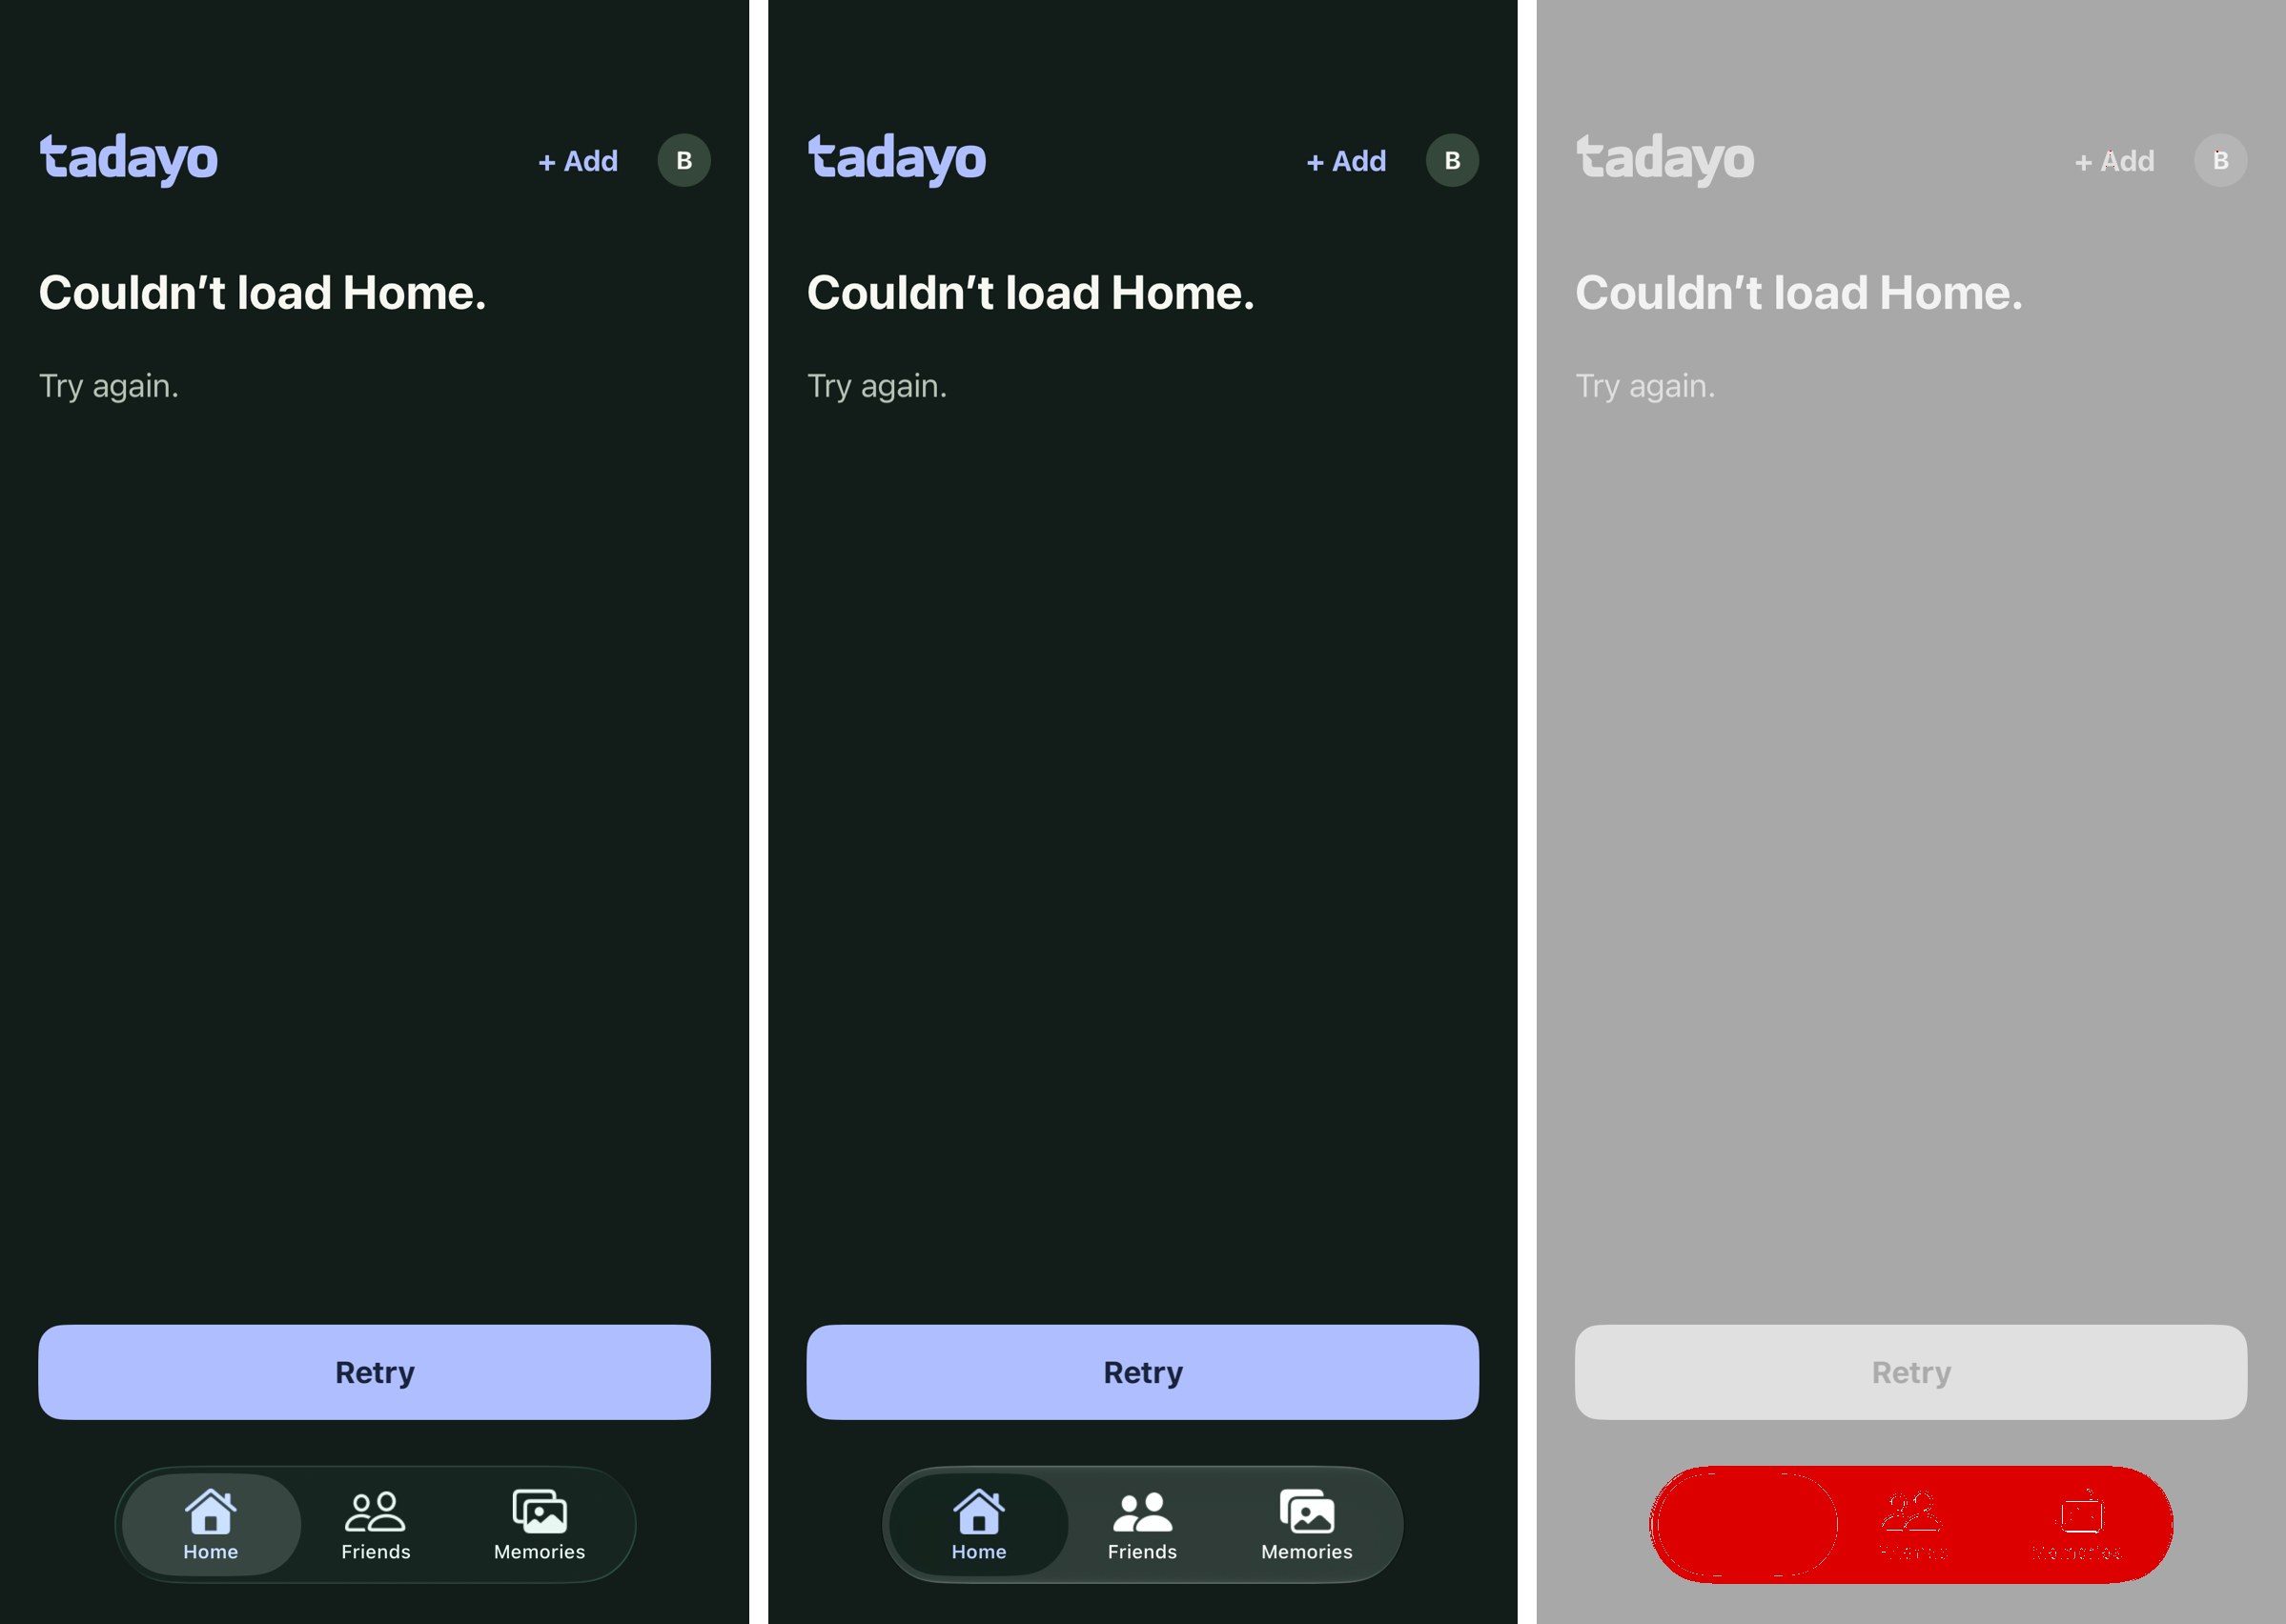 tadayo + Add B
Couldn’t load Home.
Try again.
Retry
Home Friends Memories
tadayo + Add B
Couldn’t load Home.
Try again.
Retry
Home Friends Memories
tadayo + Add B
Couldn’t load Home.
Try again.
Retry